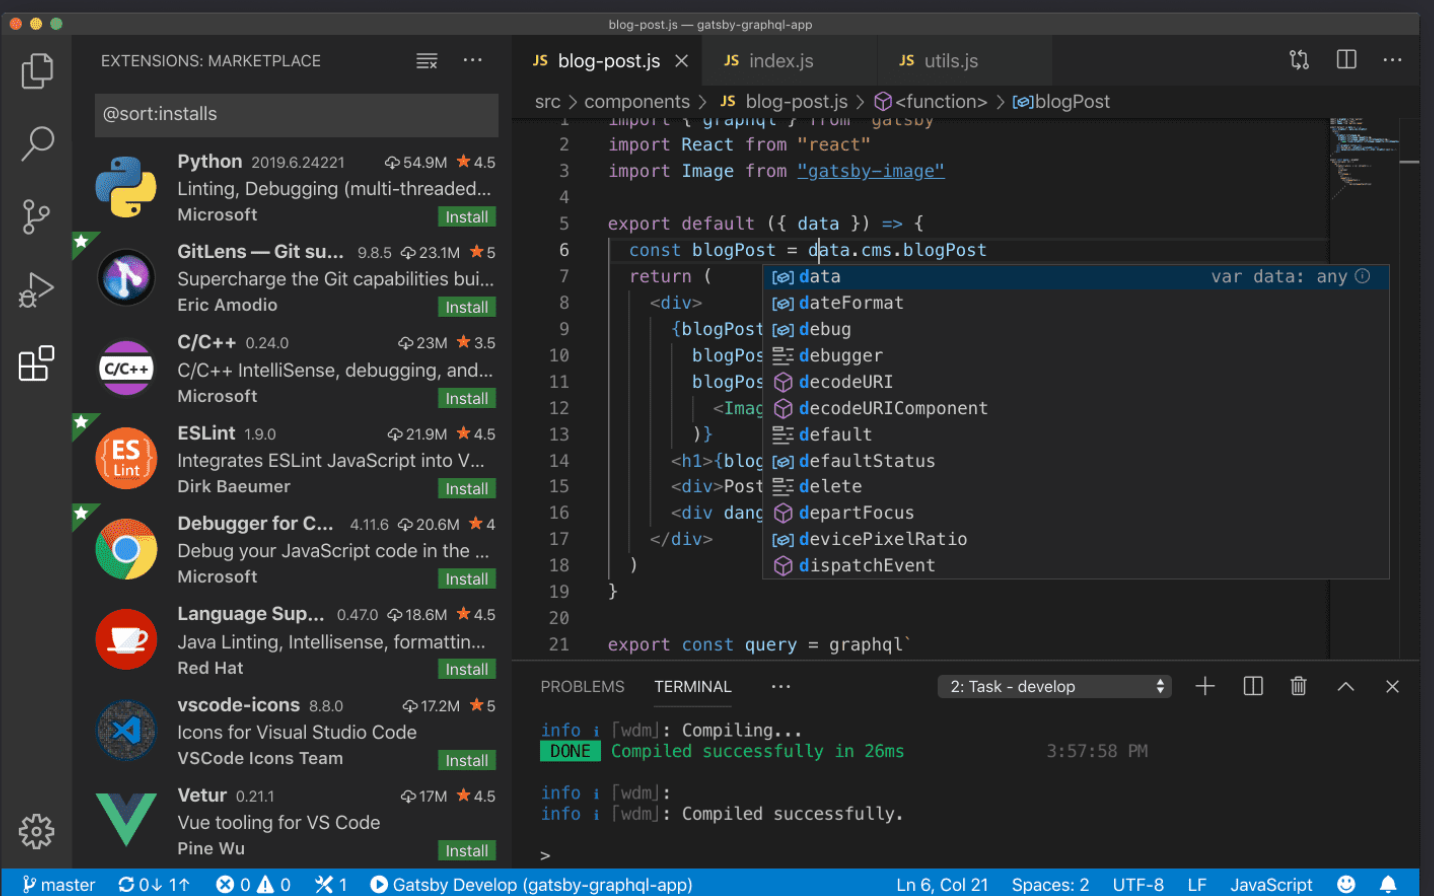 blog-post.js — gatsby-graphql-app
EXTENSIONS: MARKETPLACE
@sort:installs
Python 2019.6.24221 54.9M 4.5
Linting, Debugging (multi-threaded...
Microsoft Install
GitLens — Git su... 9.8.5 23.1M 5
Supercharge the Git capabilities bui...
Eric Amodio Install
C/C++
C/C++ 0.24.0 23M 3.5
C/C++ IntelliSense, debugging, and...
Microsoft Install
ES
Lint
ESLint 1.9.0 21.9M 4.5
Integrates ESLint JavaScript into V...
Dirk Baeumer Install
Debugger for C... 4.11.6 20.6M 4
Debug your JavaScript code in the ...
Microsoft Install
Language Sup... 0.47.0 18.6M 4.5
Java Linting, Intellisense, formattin...
Red Hat Install
vscode-icons 8.8.0 17.2M 5
Icons for Visual Studio Code
VSCode Icons Team Install
Vetur 0.21.1 17M 4.5
Vue tooling for VS Code
Pine Wu Install
JS blog-post.js JS index.js JS utils.js
src > components > JS blog-post.js > <function> > blogPost
1 import { graphql } from "gatsby"
2 import React from "react"
3 import Image from "gatsby-image"
4
5 export default ({ data }) => {
6 const blogPost = data.cms.blogPost
7 return (
8 <div>
9 {blogPost
10 blogPos
11 blogPos
12 <Imag
13 )}
14 <h1>{blog
15 <div>Post
16 <div dang
17 </div>
18 )
19 }
20
21 export const query = graphql`
data var data: any
dateFormat
debug
debugger
decodeURI
decodeURIComponent
default
defaultStatus
delete
departFocus
devicePixelRatio
dispatchEvent
PROBLEMS TERMINAL ... 2: Task - develop
info i ｢wdm｣: Compiling...
DONE Compiled successfully in 26ms 3:57:58 PM
info i ｢wdm｣:
info i ｢wdm｣: Compiled successfully.
>
master 0↓ 1↑ 0 0 1 Gatsby Develop (gatsby-graphql-app) Ln 6, Col 21 Spaces: 2 UTF-8 LF JavaScript